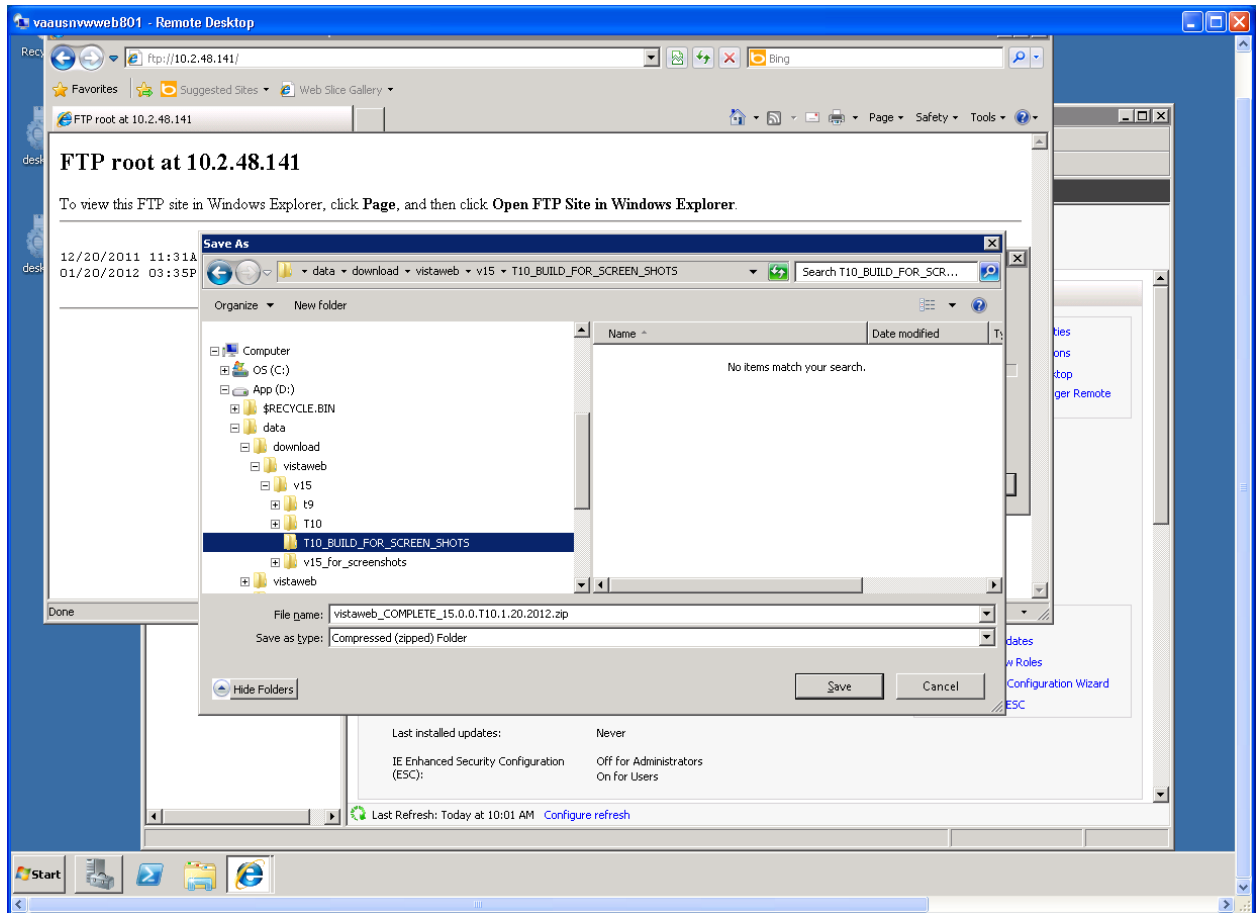 vaausnvwweb801 - Remote Desktop
ftp://10.2.48.141/
Bing
Favorites
Suggested Sites
Web Slice Gallery
FTP root at 10.2.48.141
Page
Safety
Tools
FTP root at 10.2.48.141
To view this FTP site in Windows Explorer, click Page, and then click Open FTP Site in Windows Explorer.
12/20/2011 11:31A
01/20/2012 03:35P
Save As
data
download
vistaweb
v15
T10_BUILD_FOR_SCREEN_SHOTS
Search T10_BUILD_FOR_SCR...
Organize
New folder
Name
Date modified
No items match your search.
Computer
OS (C:)
App (D:)
$RECYCLE.BIN
data
download
vistaweb
v15
t9
T10
T10_BUILD_FOR_SCREEN_SHOTS
v15_for_screenshots
vistaweb
File name: vistaweb_COMPLETE_15.0.0.T10.1.20.2012.zip
Save as type: Compressed (zipped) Folder
Hide Folders
Save
Cancel
Done
ties
ons
ktop
ger Remote
dates
w Roles
Configuration Wizard
ESC
Last installed updates: Never
IE Enhanced Security Configuration (ESC): Off for Administrators
On for Users
Last Refresh: Today at 10:01 AM Configure refresh
Start